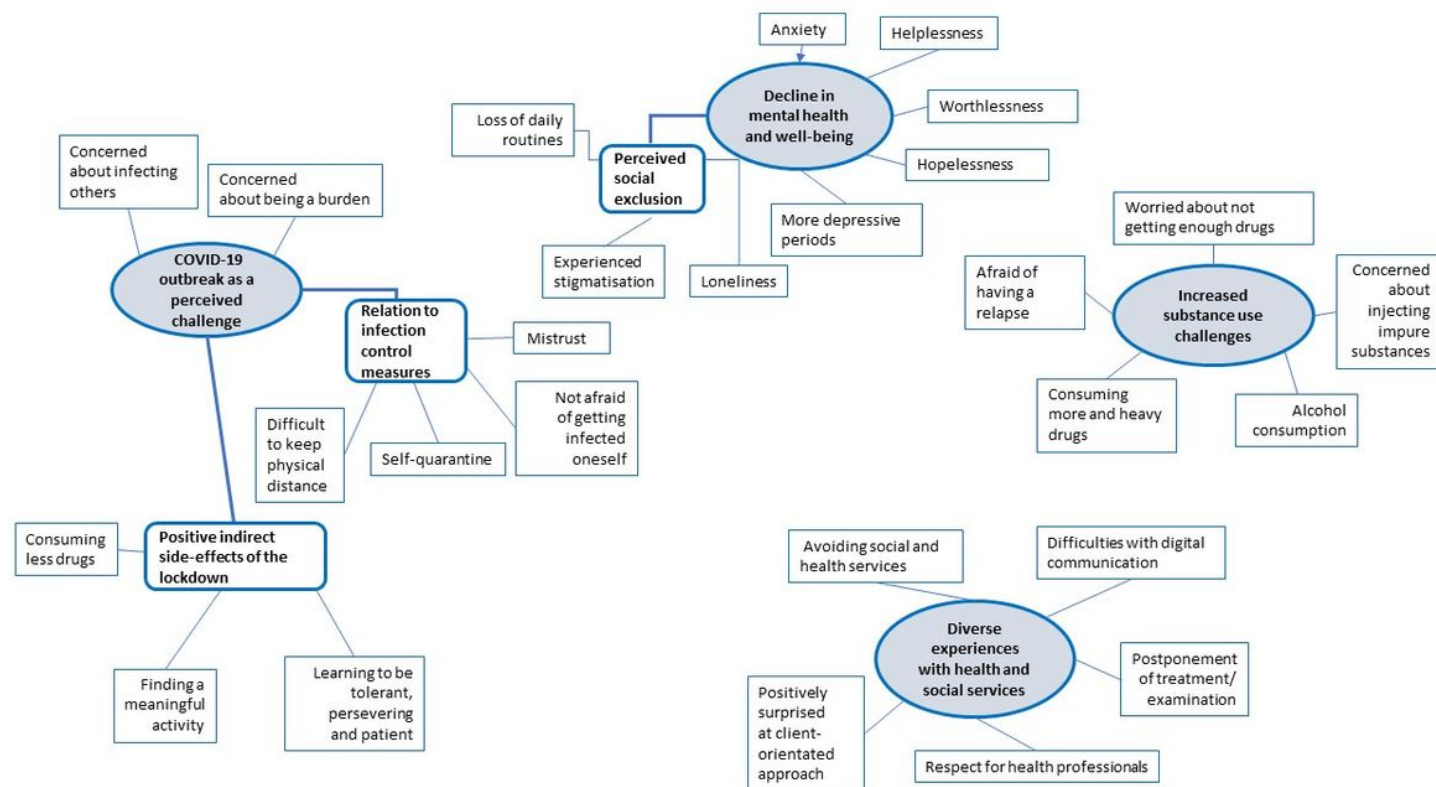 Anxiety
Helplessness
Decline in
mental health
and well-being
Worthlessness
Hopelessness
More depressive
periods
Loss of daily
routines
Perceived
social
exclusion
Experienced
stigmatisation
Loneliness
Concerned
about infecting
others
Concerned
about being a burden
COVID-19
outbreak as a
perceived
challenge
Relation to
infection
control
measures
Mistrust
Not afraid
of getting
infected
oneself
Self-quarantine
Difficult
to keep
physical
distance
Positive indirect
side-effects of the
lockdown
Consuming
less drugs
Finding a
meaningful
activity
Learning to be
tolerant,
persevering
and patient
Worried about not
getting enough drugs
Afraid of
having a
relapse
Increased
substance use
challenges
Concerned
about
injecting
impure
substances
Consuming
more and heavy
drugs
Alcohol
consumption
Avoiding social and
health services
Difficulties with digital
communication
Diverse
experiences
with health and
social services
Postponement
of treatment/
examination
Positively
surprised
at client-
orientated
approach
Respect for health professionals